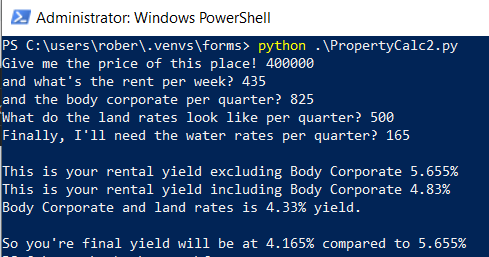 Administrator: Windows PowerShell
PS C:\users\rober\.venvs\forms> python .\PropertyCalc2.py
Give me the price of this place! 400000
and what's the rent per week? 435
and the body corporate per quarter? 825
What do the land rates look like per quarter? 500
Finally, I'll need the water rates per quarter? 165
This is your rental yield excluding Body Corporate 5.655%
This is your rental yield including Body Corporate 4.83%
Body Corporate and land rates is 4.33% yield.
So you're final yield will be at 4.165% compared to 5.655%